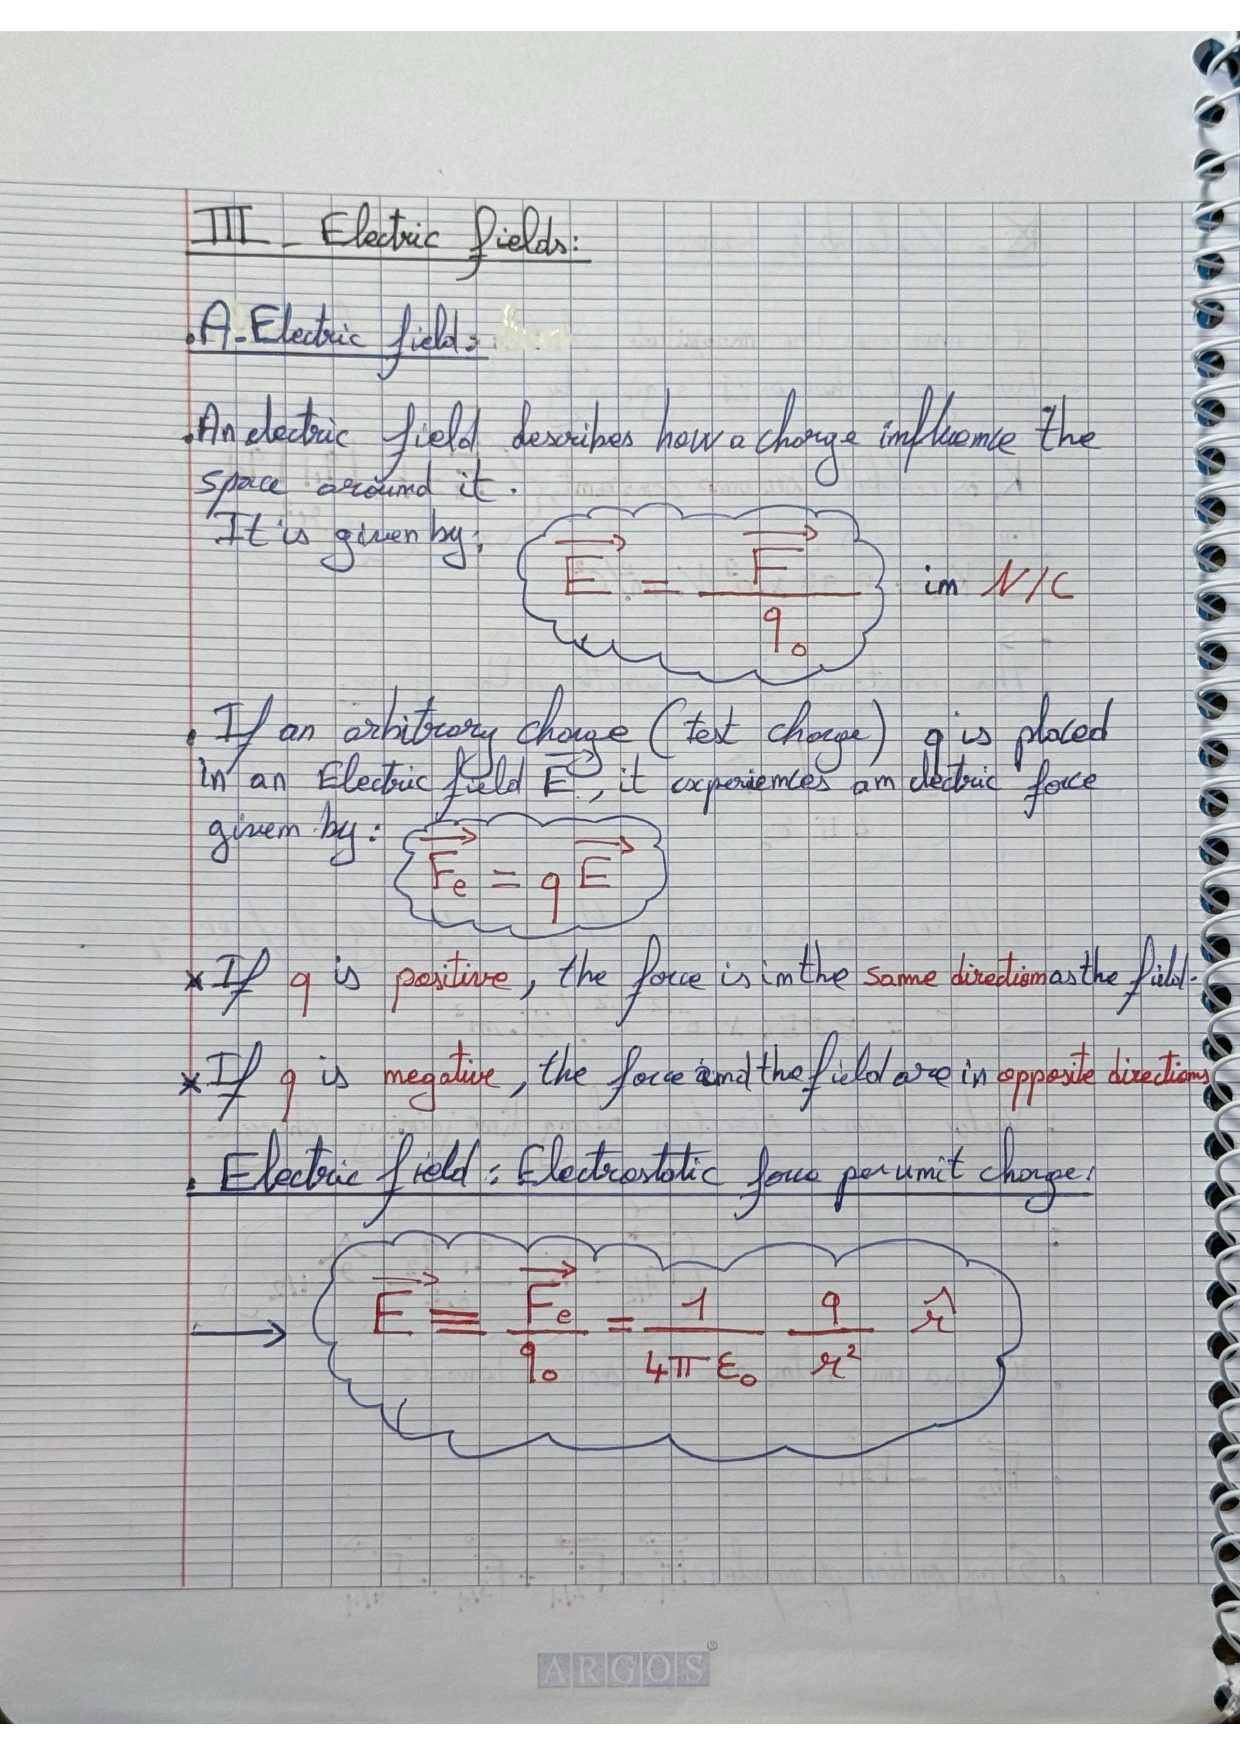 III - Electric fields:
. A - Electric field:
. An electric field describes how a charge influence the
space around it.
It is given by:
E⃗ = F⃗ / q₀ in N/C
. If an arbitrary charge (test charge) q is placed
in an Electric field E⃗, it experiences an electric force
given by: F⃗e = q E⃗
× If q is positive, the force is in the same direction as the field.
× If q is negative, the force and the field are in opposite directions
. Electric field: Electrostatic force per unit charge:
→ E⃗ ≡ F⃗e / q₀ = 1 / 4πε₀ q / r² r̂
ARGOS®